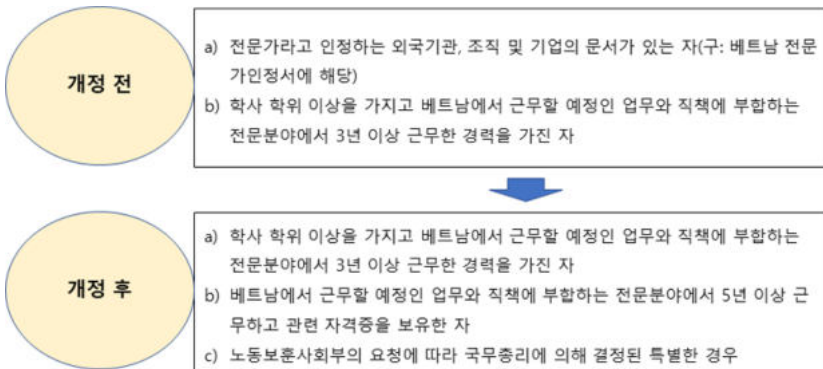 개정 전
a) 전문가라고 인정하는 외국기관, 조직 및 기업의 문서가 있는 자(구: 베트남 전문
가인정서에 해당)
b) 학사 학위 이상을 가지고 베트남에서 근무할 예정인 업무와 직책에 부합하는
전문분야에서 3년 이상 근무한 경력을 가진 자
개정 후
a) 학사 학위 이상을 가지고 베트남에서 근무할 예정인 업무와 직책에 부합하는
전문분야에서 3년 이상 근무한 경력을 가진 자
b) 베트남에서 근무할 예정인 업무와 직책에 부합하는 전문분야에서 5년 이상 근
무하고 관련 자격증을 보유한 자
c) 노동보훈사회부의 요청에 따라 국무총리에 의해 결정된 특별한 경우